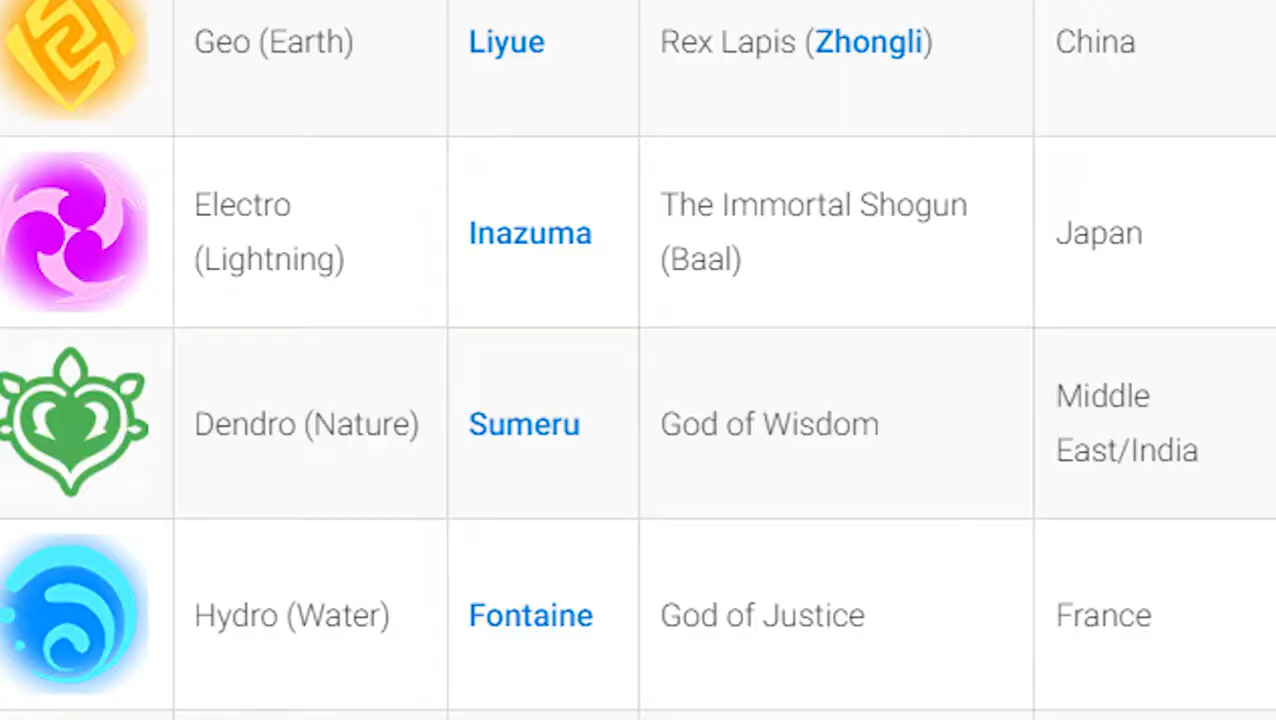 Geo (Earth) Liyue Rex Lapis (Zhongli) China
Electro
(Lightning)
Inazuma
The Immortal Shogun
(Baal)
Japan
Dendro (Nature) Sumeru God of Wisdom
Middle
East/India
Hydro (Water) Fontaine God of Justice France